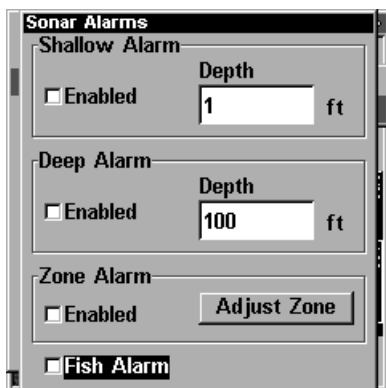 Sonar Alarms
Shallow Alarm
Depth
Enabled
1 ft
Deep Alarm
Depth
Enabled
100 ft
Zone Alarm
Enabled
Adjust Zone
Fish Alarm